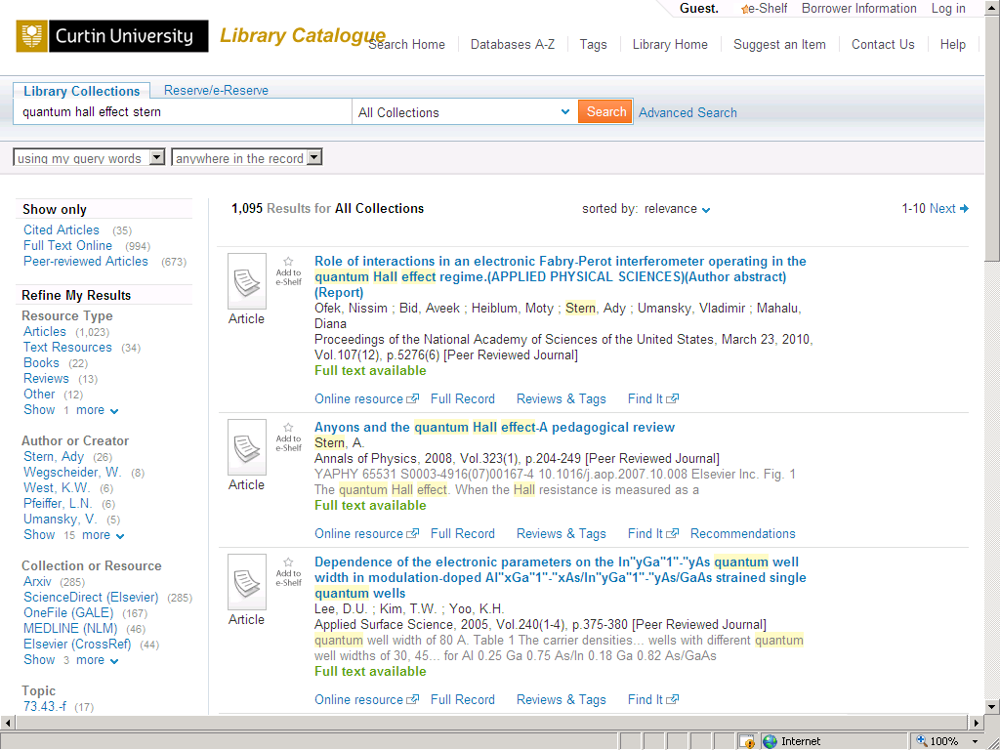 Guest. e-Shelf Borrower Information Log in
Curtin University Library Catalogue
Search Home Databases A-Z Tags Library Home Suggest an Item Contact Us Help
Library Collections Reserve/e-Reserve
quantum hall effect stern All Collections Search Advanced Search
using my query words anywhere in the record
Show only
Cited Articles (35)
Full Text Online (994)
Peer-reviewed Articles (673)
Refine My Results
Resource Type
Articles (1,023)
Text Resources (34)
Books (22)
Reviews (13)
Other (12)
Show 1 more
Author or Creator
Stern, Ady (26)
Wegscheider, W. (8)
West, K.W. (6)
Pfeiffer, L.N. (6)
Umansky, V. (5)
Show 15 more
Collection or Resource
Arxiv (285)
ScienceDirect (Elsevier) (285)
OneFile (GALE) (167)
MEDLINE (NLM) (46)
Elsevier (CrossRef) (44)
Show 3 more
Topic
73.43.-f (17)
1,095 Results for All Collections sorted by: relevance 1-10 Next
Article
Add to
e-Shelf
Role of interactions in an electronic Fabry-Perot interferometer operating in the
quantum Hall effect regime.(APPLIED PHYSICAL SCIENCES)(Author abstract)
(Report)
Ofek, Nissim ; Bid, Aveek ; Heiblum, Moty ; Stern, Ady ; Umansky, Vladimir ; Mahalu,
Diana
Proceedings of the National Academy of Sciences of the United States, March 23, 2010,
Vol.107(12), p.5276(6) [Peer Reviewed Journal]
Full text available
Online resource Full Record Reviews & Tags Find It
Article
Add to
e-Shelf
Anyons and the quantum Hall effect-A pedagogical review
Stern, A.
Annals of Physics, 2008, Vol.323(1), p.204-249 [Peer Reviewed Journal]
YAPHY 65531 S0003-4916(07)00167-4 10.1016/j.aop.2007.10.008 Elsevier Inc. Fig. 1
The quantum Hall effect. When the Hall resistance is measured as a
Full text available
Online resource Full Record Reviews & Tags Find It Recommendations
Article
Add to
e-Shelf
Dependence of the electronic parameters on the In"yGa"1"-"yAs quantum well
width in modulation-doped Al"xGa"1"-"xAs/In"yGa"1"-"yAs/GaAs strained single
quantum wells
Lee, D.U. ; Kim, T.W. ; Yoo, K.H.
Applied Surface Science, 2005, Vol.240(1-4), p.375-380 [Peer Reviewed Journal]
quantum well width of 80 A. Table 1 The carrier densities... wells with different quantum
well widths of 30, 45... for Al 0.25 Ga 0.75 As/In 0.18 Ga 0.82 As/GaAs
Full text available
Online resource Full Record Reviews & Tags Find It
Internet 100%